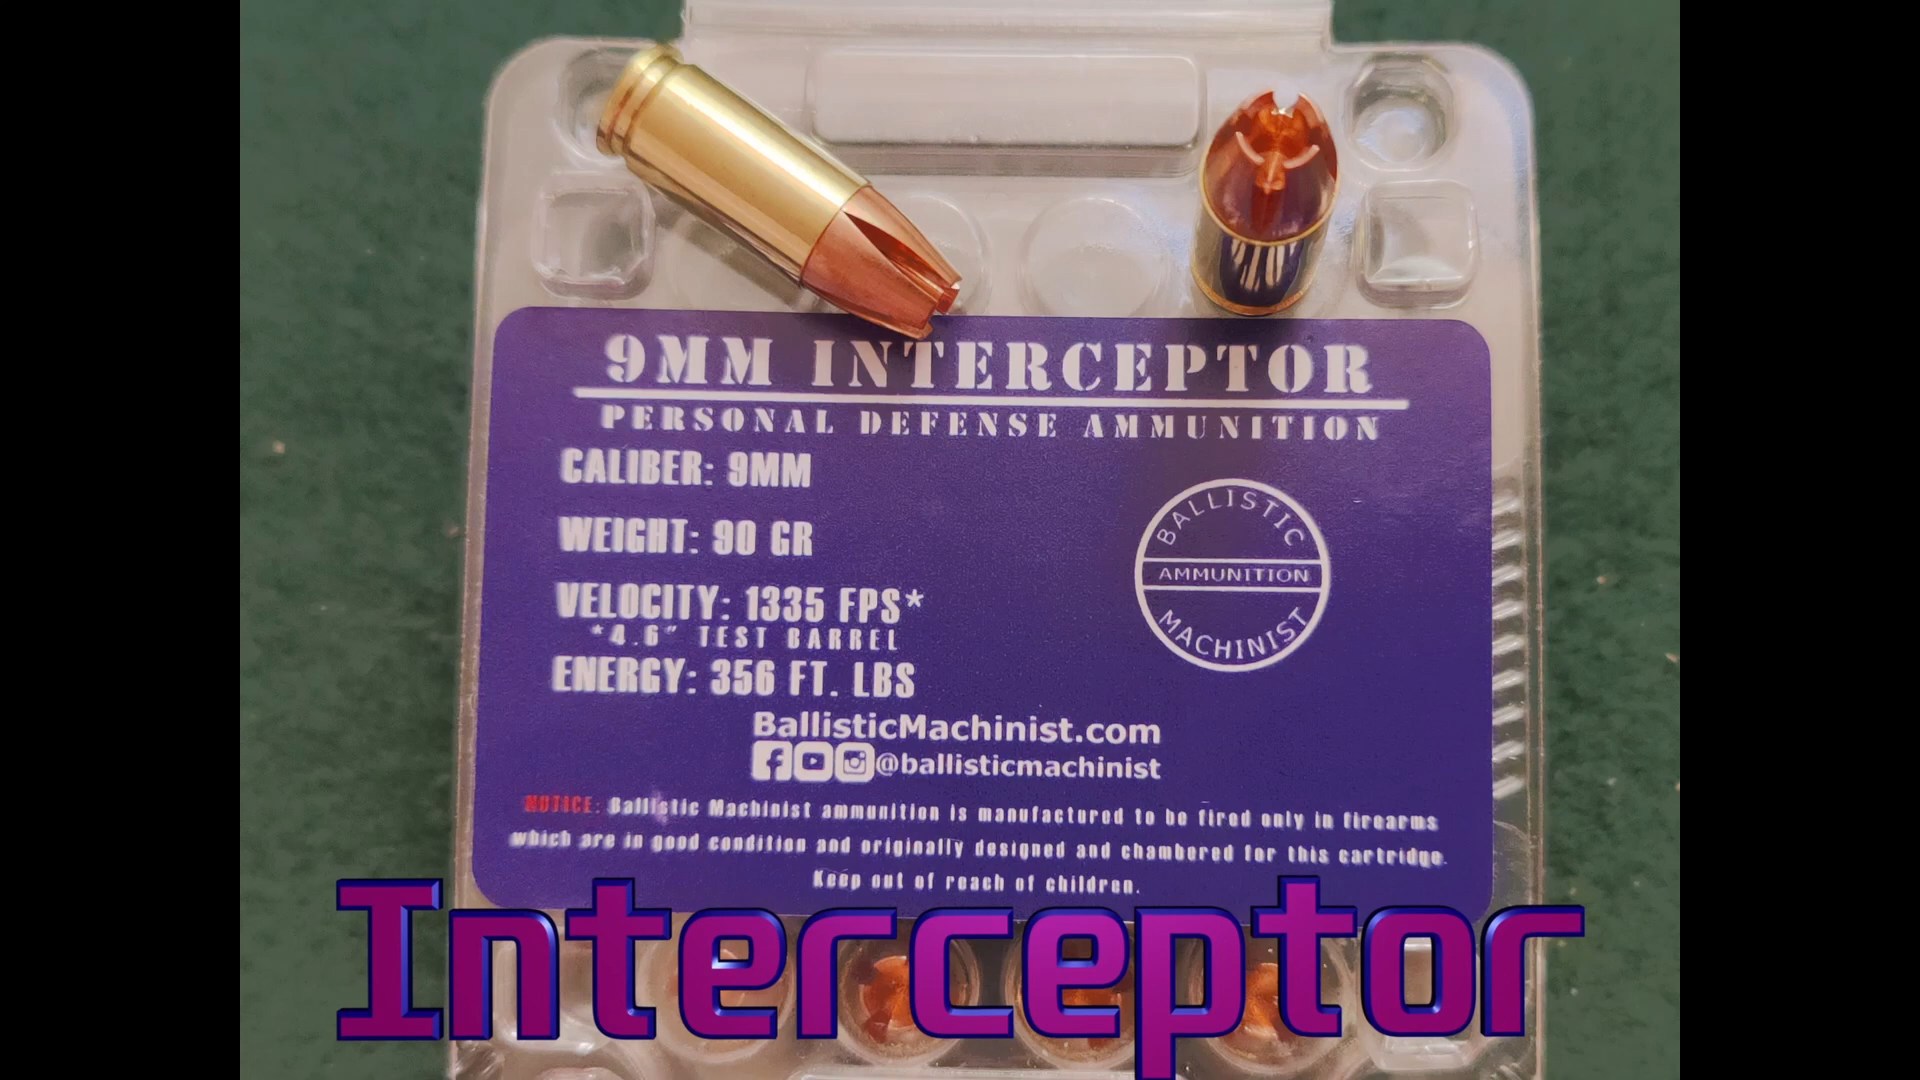 9MM INTERCEPTOR
PERSONAL DEFENSE AMMUNITION
CALIBER: 9MM
WEIGHT: 90 GR
VELOCITY: 1335 FPS*
*4.6" TEST BARREL
ENERGY: 356 FT. LBS
BALLISTIC
AMMUNITION
MACHINIST
BallisticMachinist.com
@ballisticmachinist
NOTICE: Ballistic Machinist ammunition is manufactured to be fired only in firearms
which are in good condition and originally designed and chambered for this cartridge.
Keep out of reach of children.
Interceptor